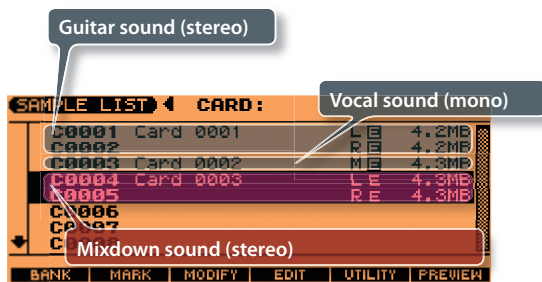 Guitar sound (stereo)
SAMPLE LIST CARD:
Vocal sound (mono)
C0001 Card 0001 L E 4.2MB
C0002 R E 4.2MB
C0003 Card 0002 M E 4.3MB
C0004 Card 0003 L E 4.3MB
C0005 R E 4.3MB
C0006
C0007
C0008
Mixdown sound (stereo)
BANK MARK MODIFY EDIT UTILITY PREVIEW